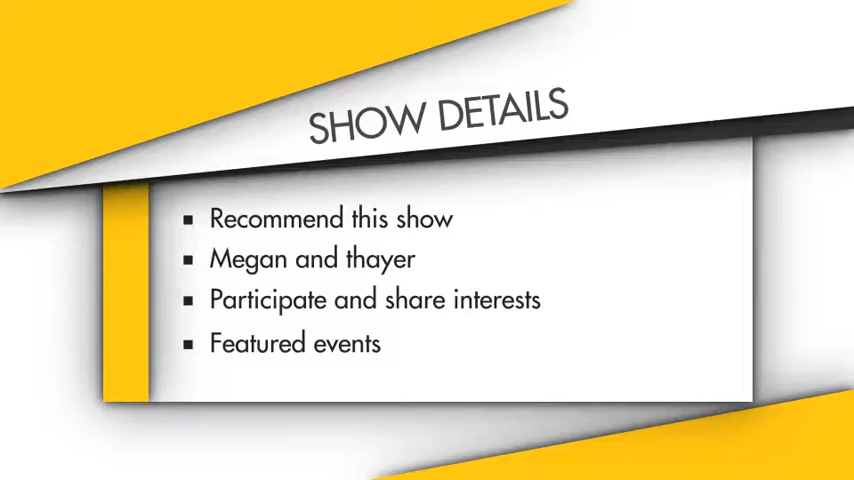 SHOW DETAILS
Recommend this show
Megan and thayer
Participate and share interests
Featured events